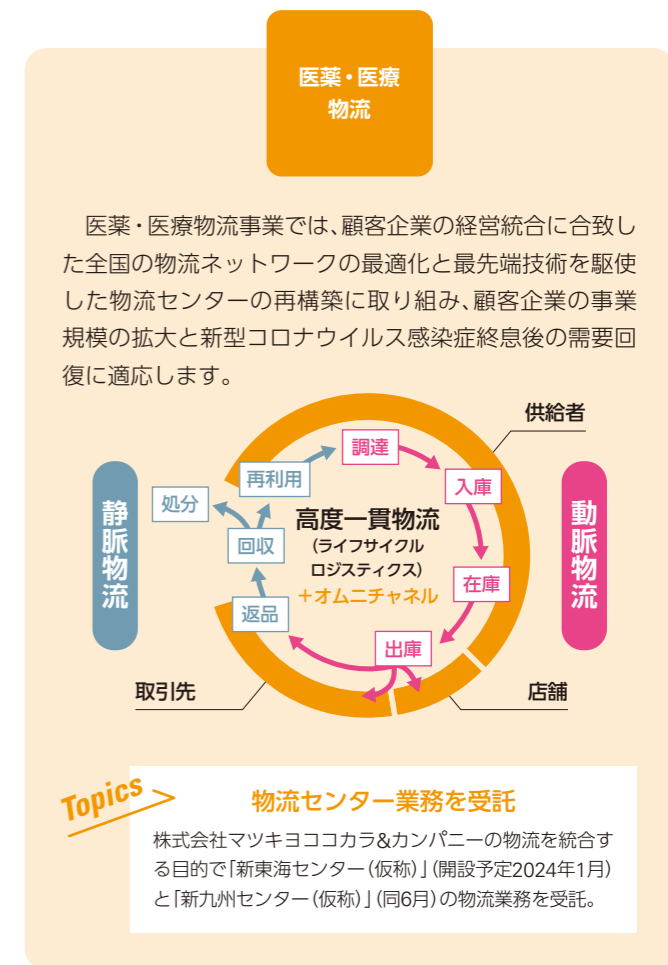 医薬・医療
物流
　医薬・医療物流事業では、顧客企業の経営統合に合致し
た全国の物流ネットワークの最適化と最先端技術を駆使
した物流センターの再構築に取り組み、顧客企業の事業
規模の拡大と新型コロナウイルス感染症終息後の需要回
復に適応します。
供給者
調達
再利用
入庫
処分
静脈物流
高度一貫物流
(ライフサイクル
ロジスティクス)
+オムニチャネル
回収
在庫
動脈物流
返品
出庫
取引先
店舗
Topics
物流センター業務を受託
株式会社マツキヨココカラ&カンパニーの物流を統合す
る目的で「新東海センター(仮称)」(開設予定2024年1月)
と「新九州センター(仮称)」(同6月)の物流業務を受託。